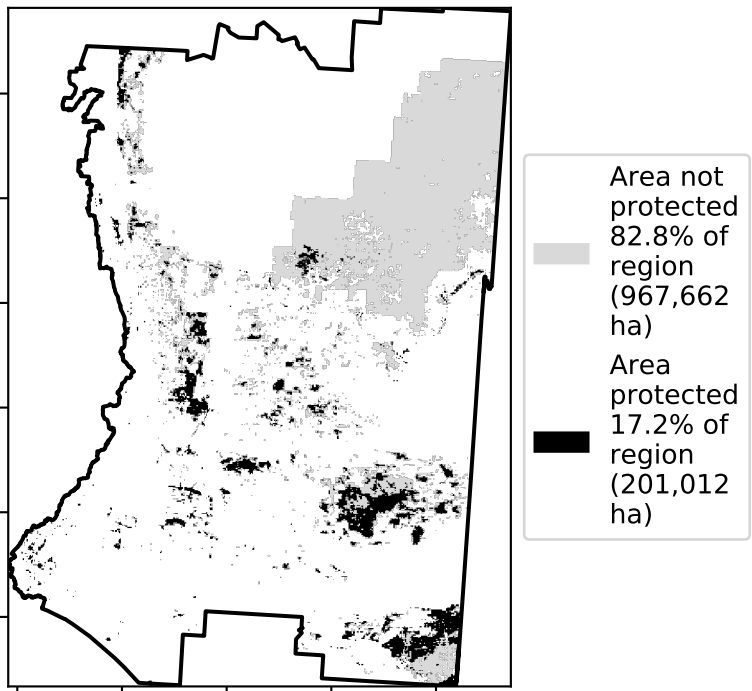 Area not
protected
82.8% of
region
(967,662
ha)
Area
protected
17.2% of
region
(201,012
ha)